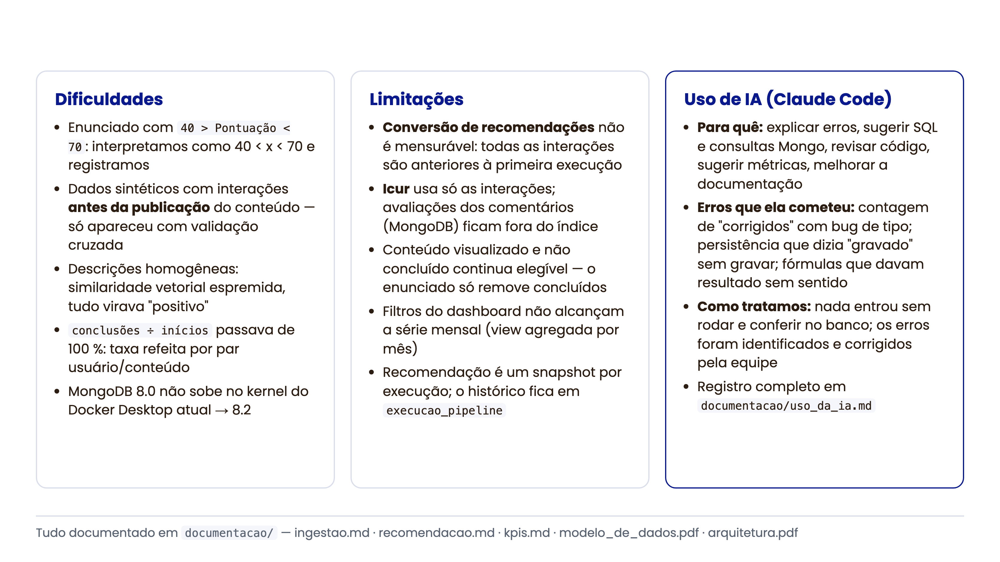 Dificuldades
• Enunciado com 40 > Pontuação <
70: interpretamos como 40 < x < 70 e
registramos
• Dados sintéticos com interações
antes da publicação do conteúdo —
só apareceu com validação
cruzada
• Descrições homogêneas:
similaridade vetorial espremida,
tudo virava "positivo"
• conclusões ÷ inícios passava de
100 %: taxa refeita por par
usuário/conteúdo
• MongoDB 8.0 não sobe no kernel do
Docker Desktop atual → 8.2
Limitações
• Conversão de recomendações não
é mensurável: todas as interações
são anteriores à primeira execução
• Icur usa só as interações;
avaliações dos comentários
(MongoDB) ficam fora do índice
• Conteúdo visualizado e não
concluído continua elegível — o
enunciado só remove concluídos
• Filtros do dashboard não alcançam
a série mensal (view agregada por
mês)
• Recomendação é um snapshot por
execução; o histórico fica em
execucao_pipeline
Uso de IA (Claude Code)
• Para quê: explicar erros, sugerir SQL
e consultas Mongo, revisar código,
sugerir métricas, melhorar a
documentação
• Erros que ela cometeu: contagem
de "corrigidos" com bug de tipo;
persistência que dizia "gravado"
sem gravar; fórmulas que davam
resultado sem sentido
• Como tratamos: nada entrou sem
rodar e conferir no banco; os erros
foram identificados e corrigidos
pela equipe
• Registro completo em
documentacao/uso_da_ia.md
Tudo documentado em documentacao/ — ingestao.md · recomendacao.md · kpis.md · modelo_de_dados.pdf · arquitetura.pdf